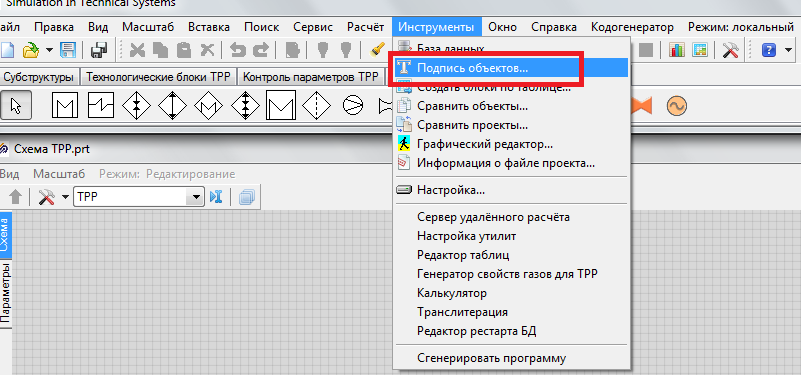 Simulation In Technical Systems
айл Правка Вид Масштаб Вставка Поиск Сервис Расчёт Инструменты Окно Справка Кодогенератор Режим: локальный
База данных
Подпись объектов...
Создать блоки по таблице...
Сравнить объекты...
Сравнить проекты...
Графический редактор...
Информация о файле проекта...
Настройка...
Сервер удалённого расчёта
Настройка утилит
Редактор таблиц
Генератор свойств газов для ТРР
Калькулятор
Транслитерация
Редактор рестарта БД
Сгенерировать программу
Субструктуры Технологические блоки ТРР Контроль параметров ТРР
Схема ТРР.prt
Вид Масштаб Режим: Редактирование
ТРР
Схема
Параметры